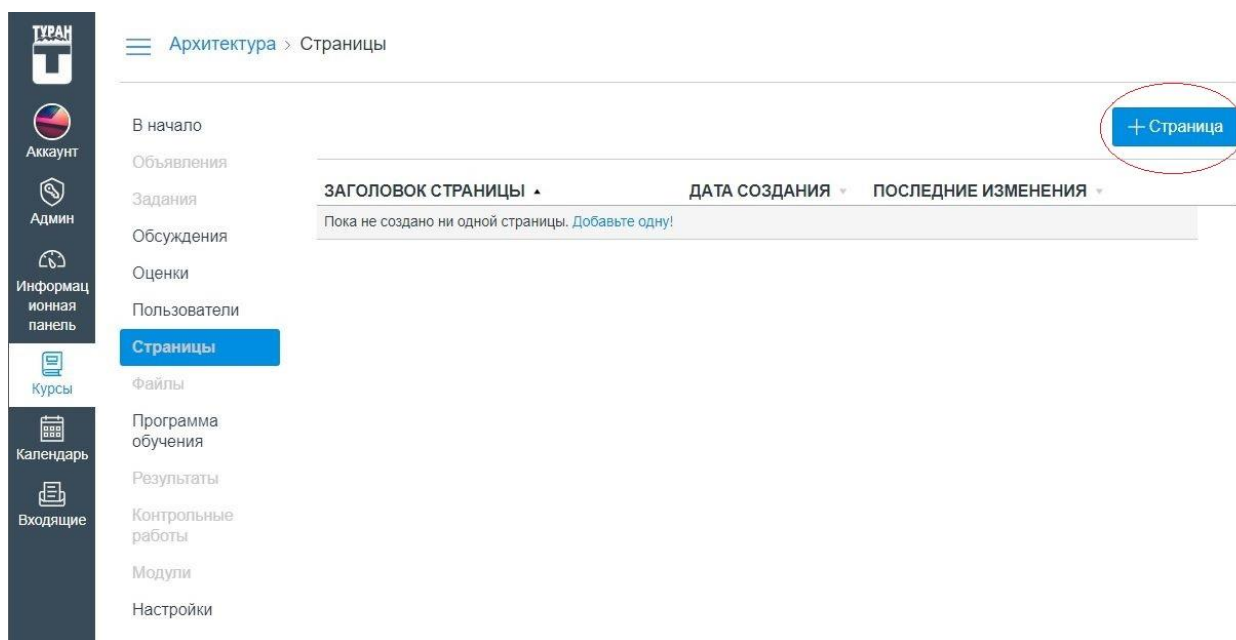 ТУРАН
Архитектура > Страницы
Аккаунт
Админ
Информац
ионная
панель
Курсы
Календарь
Входящие
В начало
Объявления
Задания
Обсуждения
Оценки
Пользователи
Страницы
Файлы
Программа
обучения
Результаты
Контрольные
работы
Модули
Настройки
+ Страница
ЗАГОЛОВОК СТРАНИЦЫ ДАТА СОЗДАНИЯ ПОСЛЕДНИЕ ИЗМЕНЕНИЯ
Пока не создано ни одной страницы. Добавьте одну!